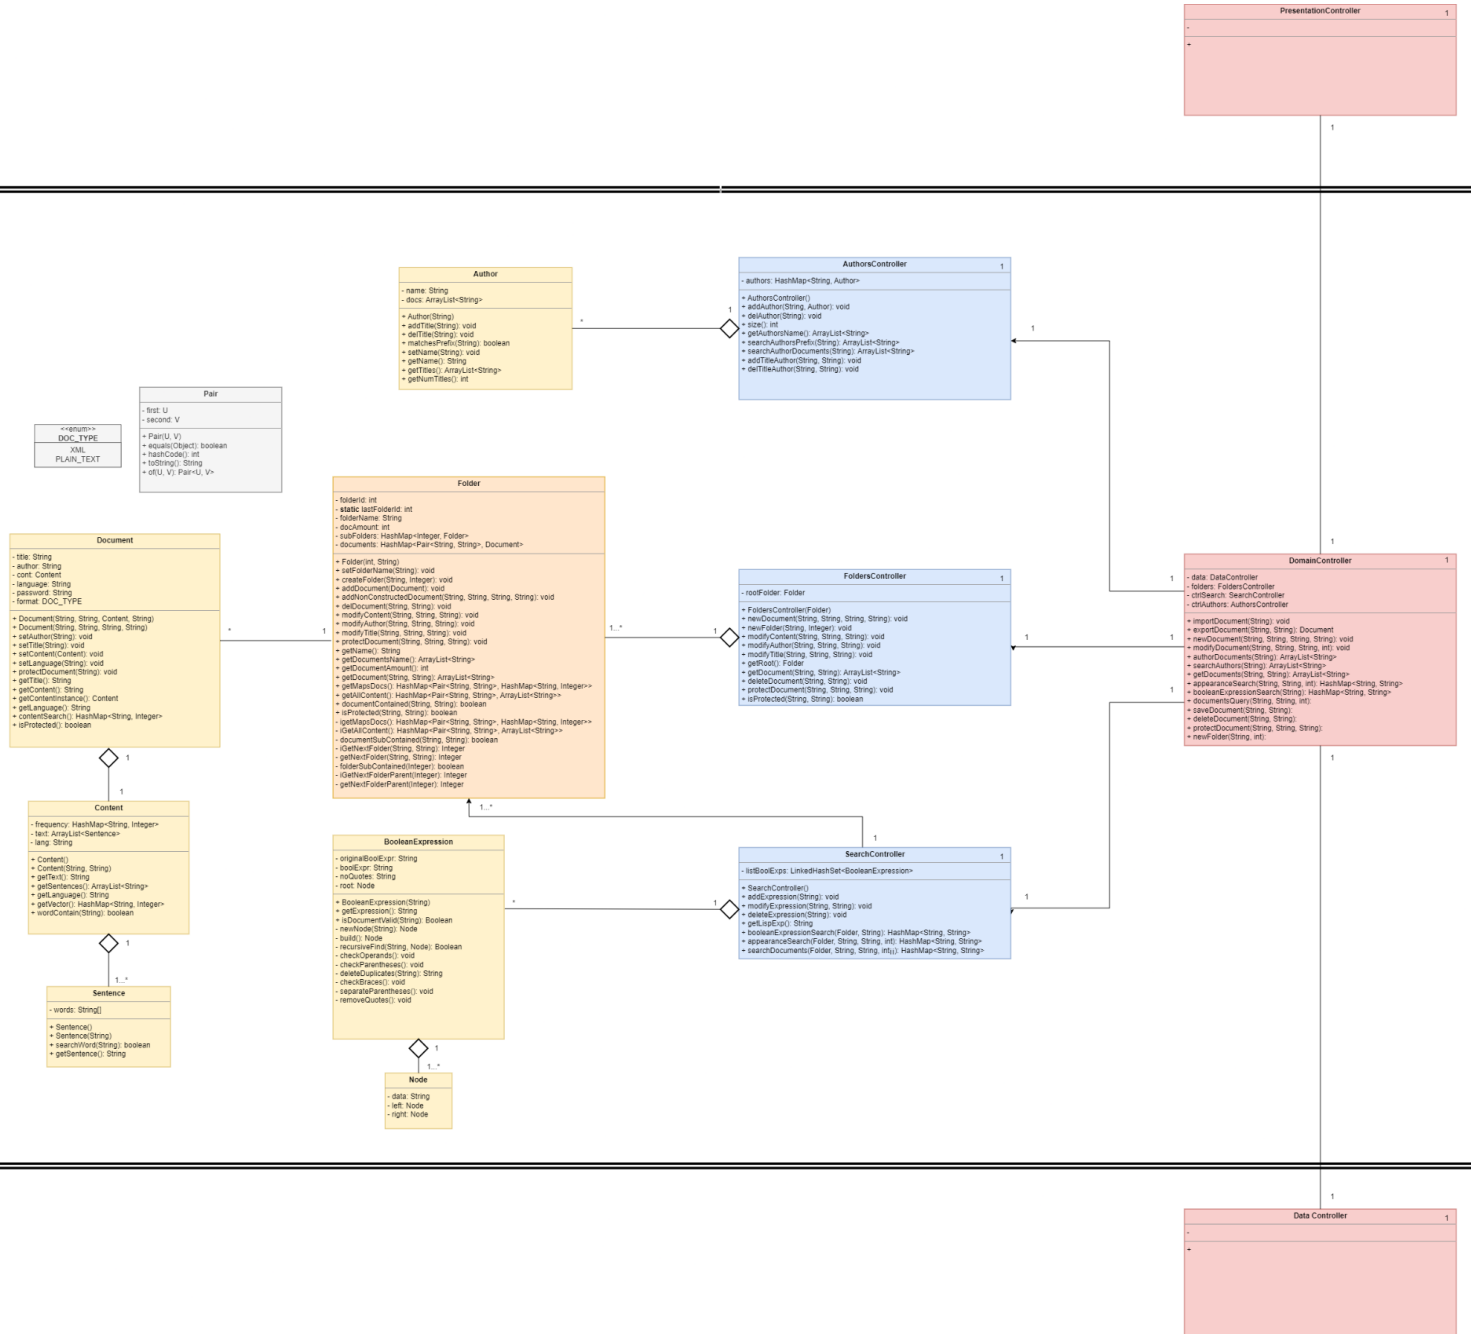 PresentationController
1
-
+
1
AuthorsController
1
- authors: HashMap<String, Author>
+ AuthorsController()
+ addAuthor(String, Author): void
+ delAuthor(String): void
+ size(): int
+ getAuthorsName(): ArrayList<String>
+ searchAuthorsPrefix(String): ArrayList<String>
+ searchAuthorDocuments(String): ArrayList<String>
+ addTitleAuthor(String, String): void
+ delTitleAuthor(String, String): void
Author
- name: String
- docs: ArrayList<String>
+ Author(String)
+ addTitle(String): void
+ delTitle(String): void
+ matchesPrefix(String): boolean
+ setName(String): void
+ getName(): String
+ getTitles(): ArrayList<String>
+ getNumTitles(): int
*
1
1
Pair
- first: U
- second: V
+ Pair(U, V)
+ equals(Object): boolean
+ hashCode(): int
+ toString(): String
+ of(U, V): Pair<U, V>
<<enum>>
DOC_TYPE
XML
PLAIN_TEXT
Folder
- folderId: int
- static lastFolderId: int
- folderName: String
- docAmount: int
- subFolders: HashMap<Integer, Folder>
- documents: HashMap<Pair<String, String>, Document>
+ Folder(int, String)
+ setFolderName(String): void
+ createFolder(String, Integer): void
+ addDocument(Document): void
+ addNonConstructedDocument(String, String, String, String): void
+ delDocument(String, String): void
+ modifyContent(String, String, String): void
+ modifyAuthor(String, String, String): void
+ modifyTitle(String, String, String): void
+ protectDocument(String, String, String): void
+ getName(): String
+ getDocumentsName(): ArrayList<String>
+ getDocumentAmount(): int
+ getDocument(String, String): ArrayList<String>
+ getMapsDocs(): HashMap<Pair<String, String>, HashMap<String, Integer>>
+ getAllContent(): HashMap<Pair<String, String>, ArrayList<String>>
+ documentContained(String, String): boolean
+ isProtected(String, String): boolean
- igetMapsDocs(): HashMap<Pair<String, String>, HashMap<String, Integer>>
- iGetAllContent(): HashMap<Pair<String, String>, ArrayList<String>>
- documentSubContained(String, String): boolean
- iGetNextFolder(String, String): Integer
- getNextFolder(String, String): Integer
- folderSubContained(Integer): boolean
- iGetNextFolderParent(Integer): Integer
- getNextFolderParent(Integer): Integer
Document
- title: String
- author: String
- cont: Content
- language: String
- password: String
- format: DOC_TYPE
+ Document(String, String, Content, String)
+ Document(String, String, String, String)
+ setAuthor(String): void
+ setTitle(String): void
+ setContent(Content): void
+ setLanguage(String): void
+ protectDocument(String): void
+ getTitle(): String
+ getContent(): String
+ getContentInstance(): Content
+ getLanguage(): String
+ contentSearch(): HashMap<String, Integer>
+ isProtected(): boolean
*
1
1
1
FoldersController
1
- rootFolder: Folder
+ FoldersController(Folder)
+ newDocument(String, String, String, String): void
+ newFolder(String, Integer): void
+ modifyContent(String, String, String): void
+ modifyAuthor(String, String, String): void
+ modifyTitle(String, String, String): void
+ getRoot(): Folder
+ getDocument(String, String): ArrayList<String>
+ deleteDocument(String, String): void
+ protectDocument(String, String, String): void
+ isProtected(String, String): boolean
1...*
1
1
DomainController
1
- data: DataController
- folders: FoldersController
- ctrlSearch: SearchController
- ctrlAuthors: AuthorsController
+ importDocument(String): void
+ exportDocument(String, String): Document
+ newDocument(String, String, String, String): void
+ modifyDocument(String, String, String, int): void
+ authorDocuments(String): ArrayList<String>
+ searchAuthors(String): ArrayList<String>
+ getDocuments(String, String): ArrayList<String>
+ appearanceSearch(String, String, int): HashMap<String, String>
+ booleanExpressionSearch(String): HashMap<String, String>
+ documentsQuery(String, String, int):
+ saveDocument(String, String):
+ deleteDocument(String, String):
+ protectDocument(String, String, String):
+ newFolder(String, int):
1
1
1
1
1
Content
- frequency: HashMap<String, Integer>
- text: ArrayList<Sentence>
- lang: String
+ Content()
+ Content(String, String)
+ getText(): String
+ getSentences(): ArrayList<String>
+ getLanguage(): String
+ getVector(): HashMap<String, Integer>
+ wordContain(String): boolean
1
1...*
Sentence
- words: String[]
+ Sentence()
+ Sentence(String)
+ searchWord(String): boolean
+ getSentence(): String
1...*
1
BooleanExpression
- originalBoolExpr: String
- boolExpr: String
- noQuotes: String
- root: Node
+ BooleanExpression(String)
+ getExpression(): String
+ isDocumentValid(String): Boolean
- newNode(String): Node
- build(): Node
- recursiveFind(String, Node): Boolean
- checkOperands(): void
- checkParentheses(): void
- deleteDuplicates(String): String
- checkBraces(): void
- separateParentheses(): void
- removeQuotes(): void
*
1
1
1...*
Node
- data: String
- left: Node
- right: Node
SearchController
1
- listBoolExps: LinkedHashSet<BooleanExpression>
+ SearchController()
+ addExpression(String): void
+ modifyExpression(String, String): void
+ deleteExpression(String): void
+ getLispExp(): String
+ booleanExpressionSearch(Folder, String): HashMap<String, String>
+ appearanceSearch(Folder, String, String, int): HashMap<String, String>
+ searchDocuments(Folder, String, String, int): HashMap<String, String>
1
1
Data Controller
1
-
+